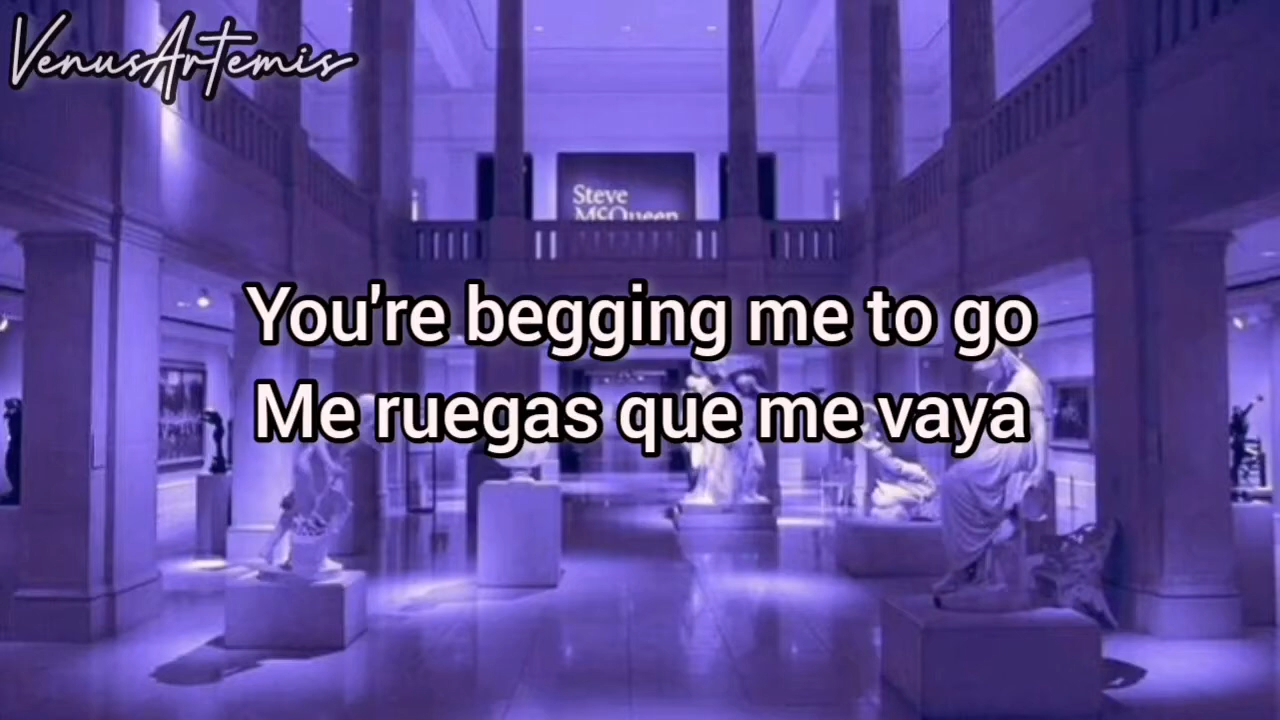 VenusArtemis
Steve
McQueen
You're begging me to go
Me ruegas que me vaya